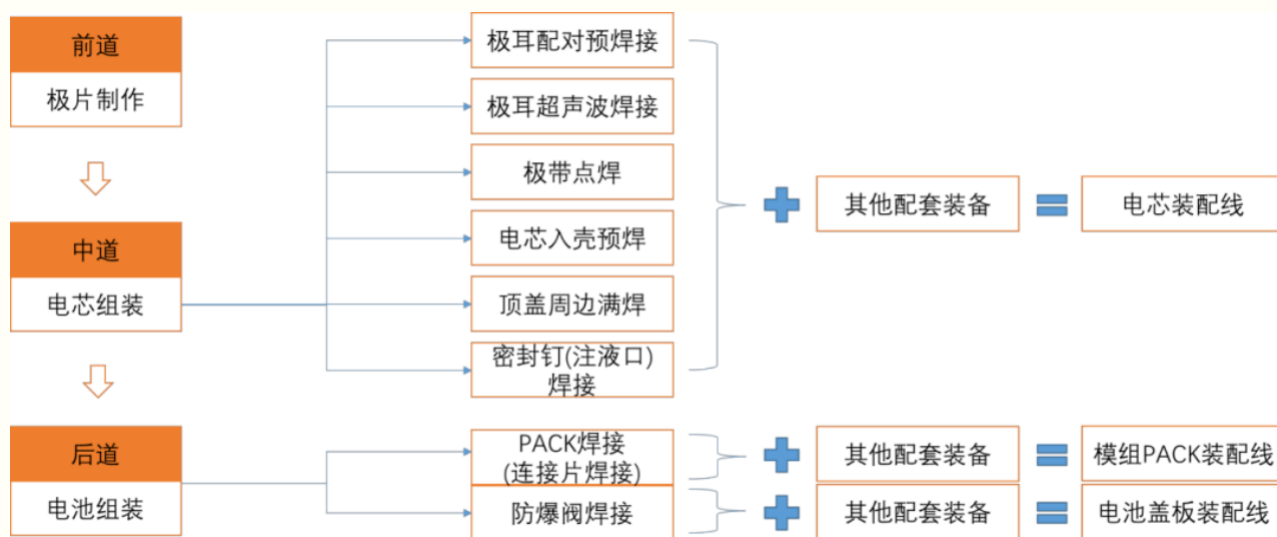 前道
极片制作
中道
电芯组装
后道
电池组装
极耳配对预焊接
极耳超声波焊接
极带点焊
电芯入壳预焊
顶盖周边满焊
密封钉(注液口)
焊接
其他配套装备
电芯装配线
PACK焊接
(连接片焊接)
其他配套装备
模组PACK装配线
防爆阀焊接
其他配套装备
电池盖板装配线